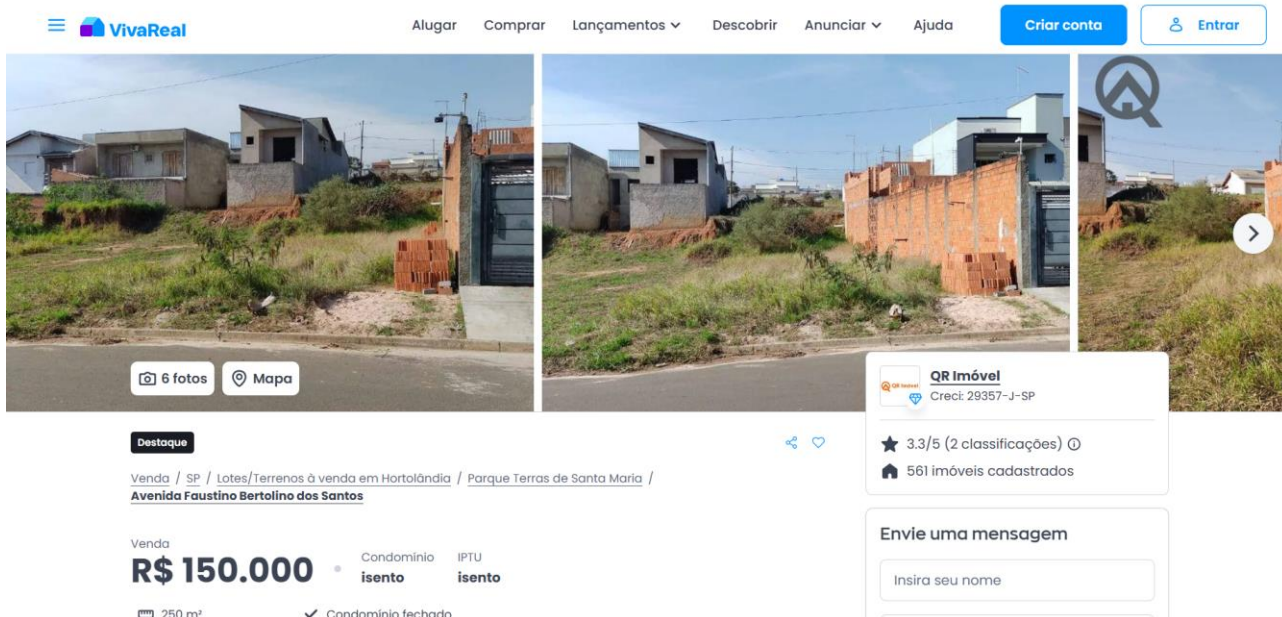 VivaReal
Alugar
Comprar
Lançamentos
Descobrir
Anunciar
Ajuda
Criar conta
Entrar
6 fotos
Mapa
QR Imóvel
QR Imóvel
Creci: 29357-J-SP
3.3/5 (2 classificações)
561 imóveis cadastrados
Destaque
Venda / SP / Lotes/Terrenos à venda em Hortolândia / Parque Terras de Santa Maria /
Avenida Faustino Bertolino dos Santos
Venda
R$ 150.000
Condomínio
isento
IPTU
isento
250 m²
Condomínio fechado
Envie uma mensagem
Insira seu nome